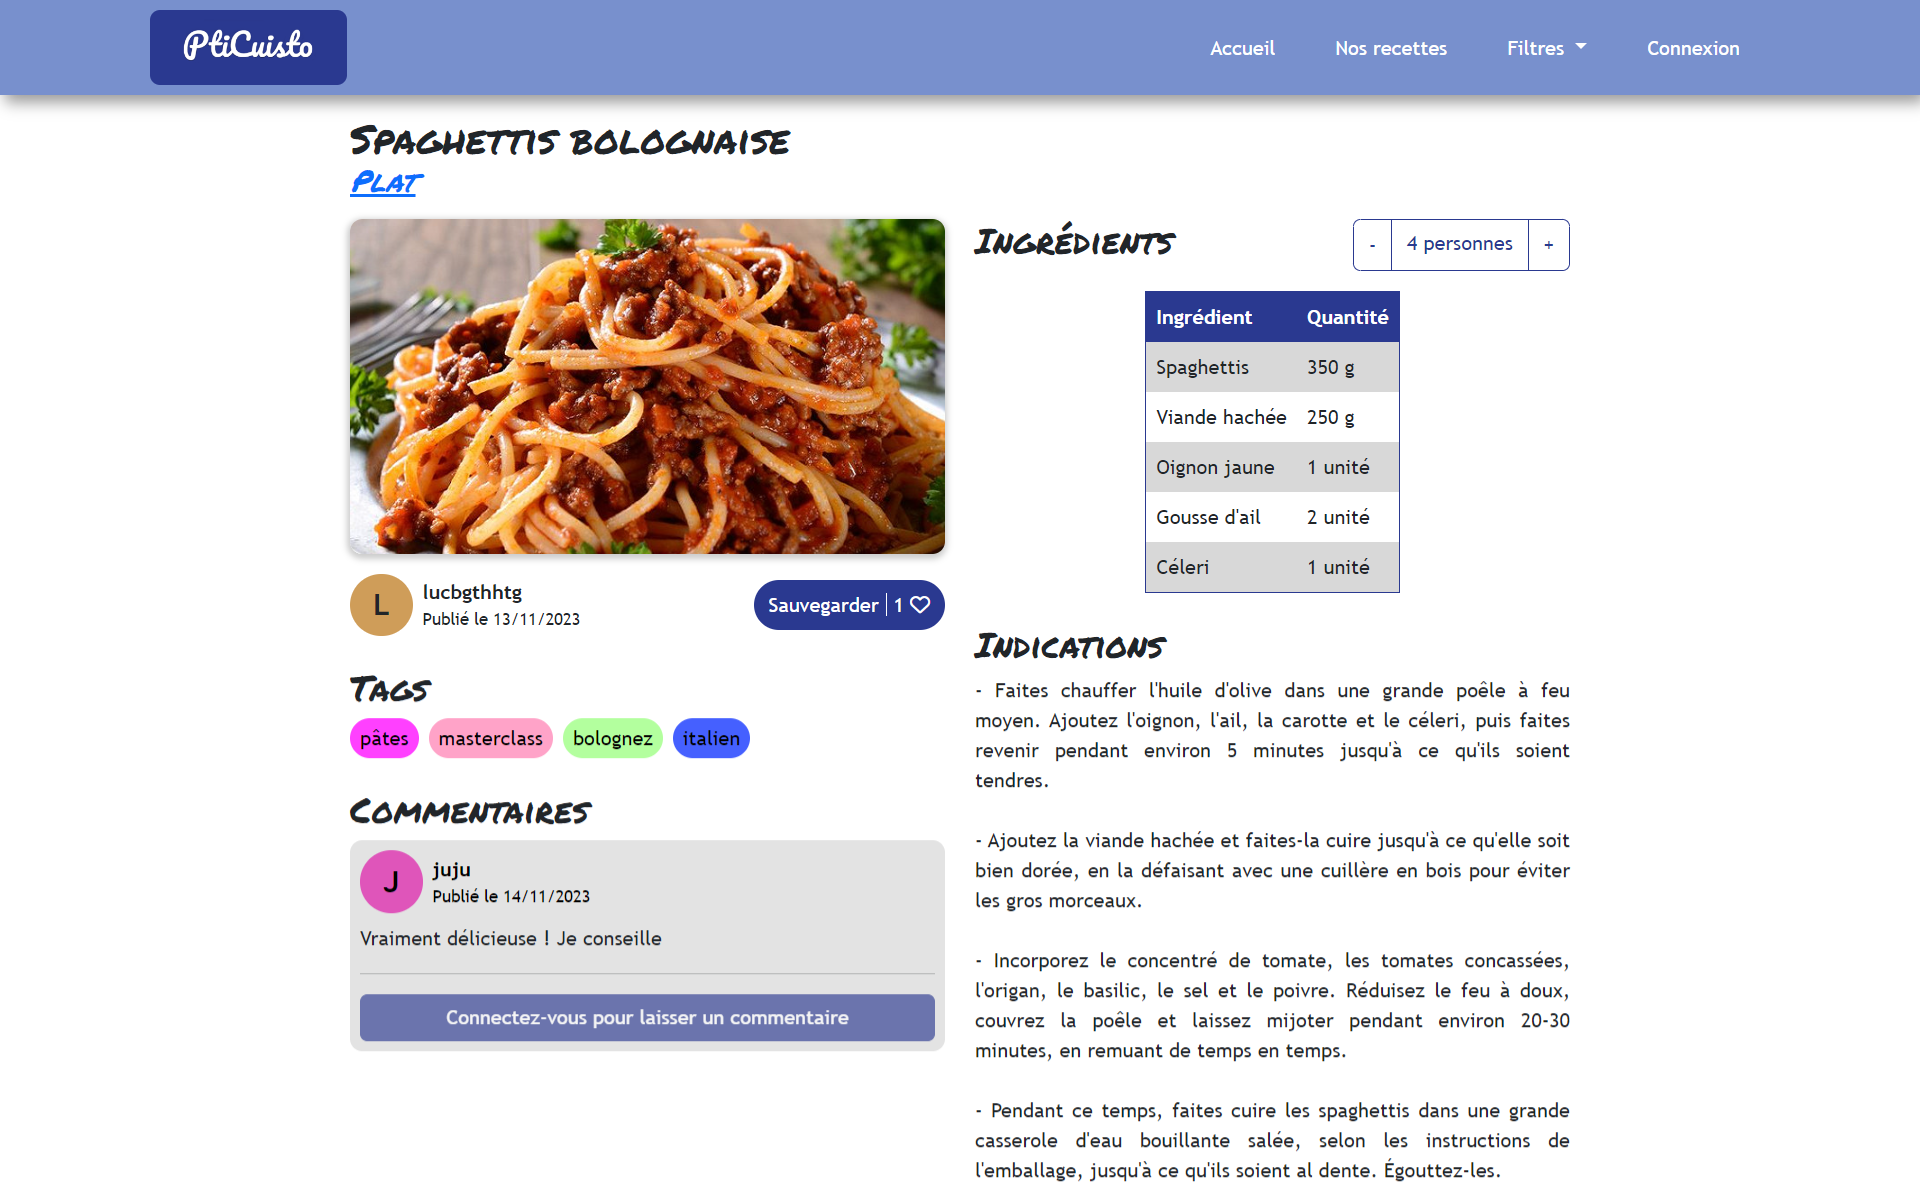 PtiCuisto
Accueil
Nos recettes
Filtres
Connexion
Spaghettis bolognaise
Plat
lucbgthhtg
L
Publié le 13/11/2023
Sauvegarder | 1
Tags
pâtes
masterclass
bolognez
italien
Commentaires
J
juju
Publié le 14/11/2023
Vraiment délicieuse ! Je conseille
Connectez-vous pour laisser un commentaire
Ingrédients
- 4 personnes +
Ingrédient Quantité
Spaghettis 350 g
Viande hachée 250 g
Oignon jaune 1 unité
Gousse d'ail 2 unité
Céleri 1 unité
Indications
- Faites chauffer l'huile d'olive dans une grande poêle à feu
moyen. Ajoutez l'oignon, l'ail, la carotte et le céleri, puis faites
revenir pendant environ 5 minutes jusqu'à ce qu'ils soient
tendres.
- Ajoutez la viande hachée et faites-la cuire jusqu'à ce qu'elle soit
bien dorée, en la défaisant avec une cuillère en bois pour éviter
les gros morceaux.
- Incorporez le concentré de tomate, les tomates concassées,
l'origan, le basilic, le sel et le poivre. Réduisez le feu à doux,
couvrez la poêle et laissez mijoter pendant environ 20-30
minutes, en remuant de temps en temps.
- Pendant ce temps, faites cuire les spaghettis dans une grande
casserole d'eau bouillante salée, selon les instructions de
l'emballage, jusqu'à ce qu'ils soient al dente. Égouttez-les.